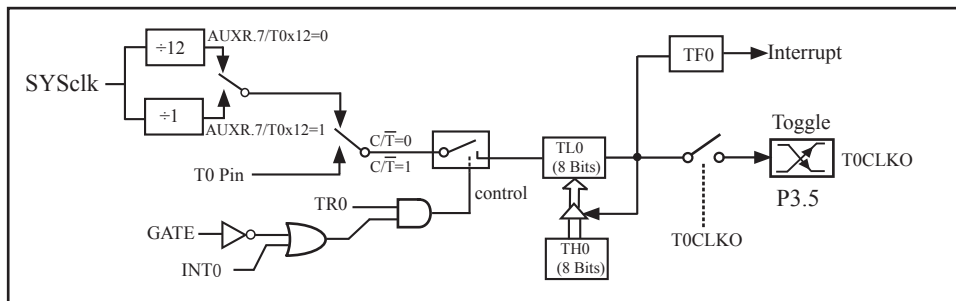 AUXR.7/T0x12=0
÷12
SYSclk
÷1
AUXR.7/T0x12=1
C/T̅=0
C/T̅=1
T0 Pin
TR0
GATE
INT0
control
TL0
(8 Bits)
TH0
(8 Bits)
TF0
Interrupt
Toggle
T0CLKO
P3.5
T0CLKO